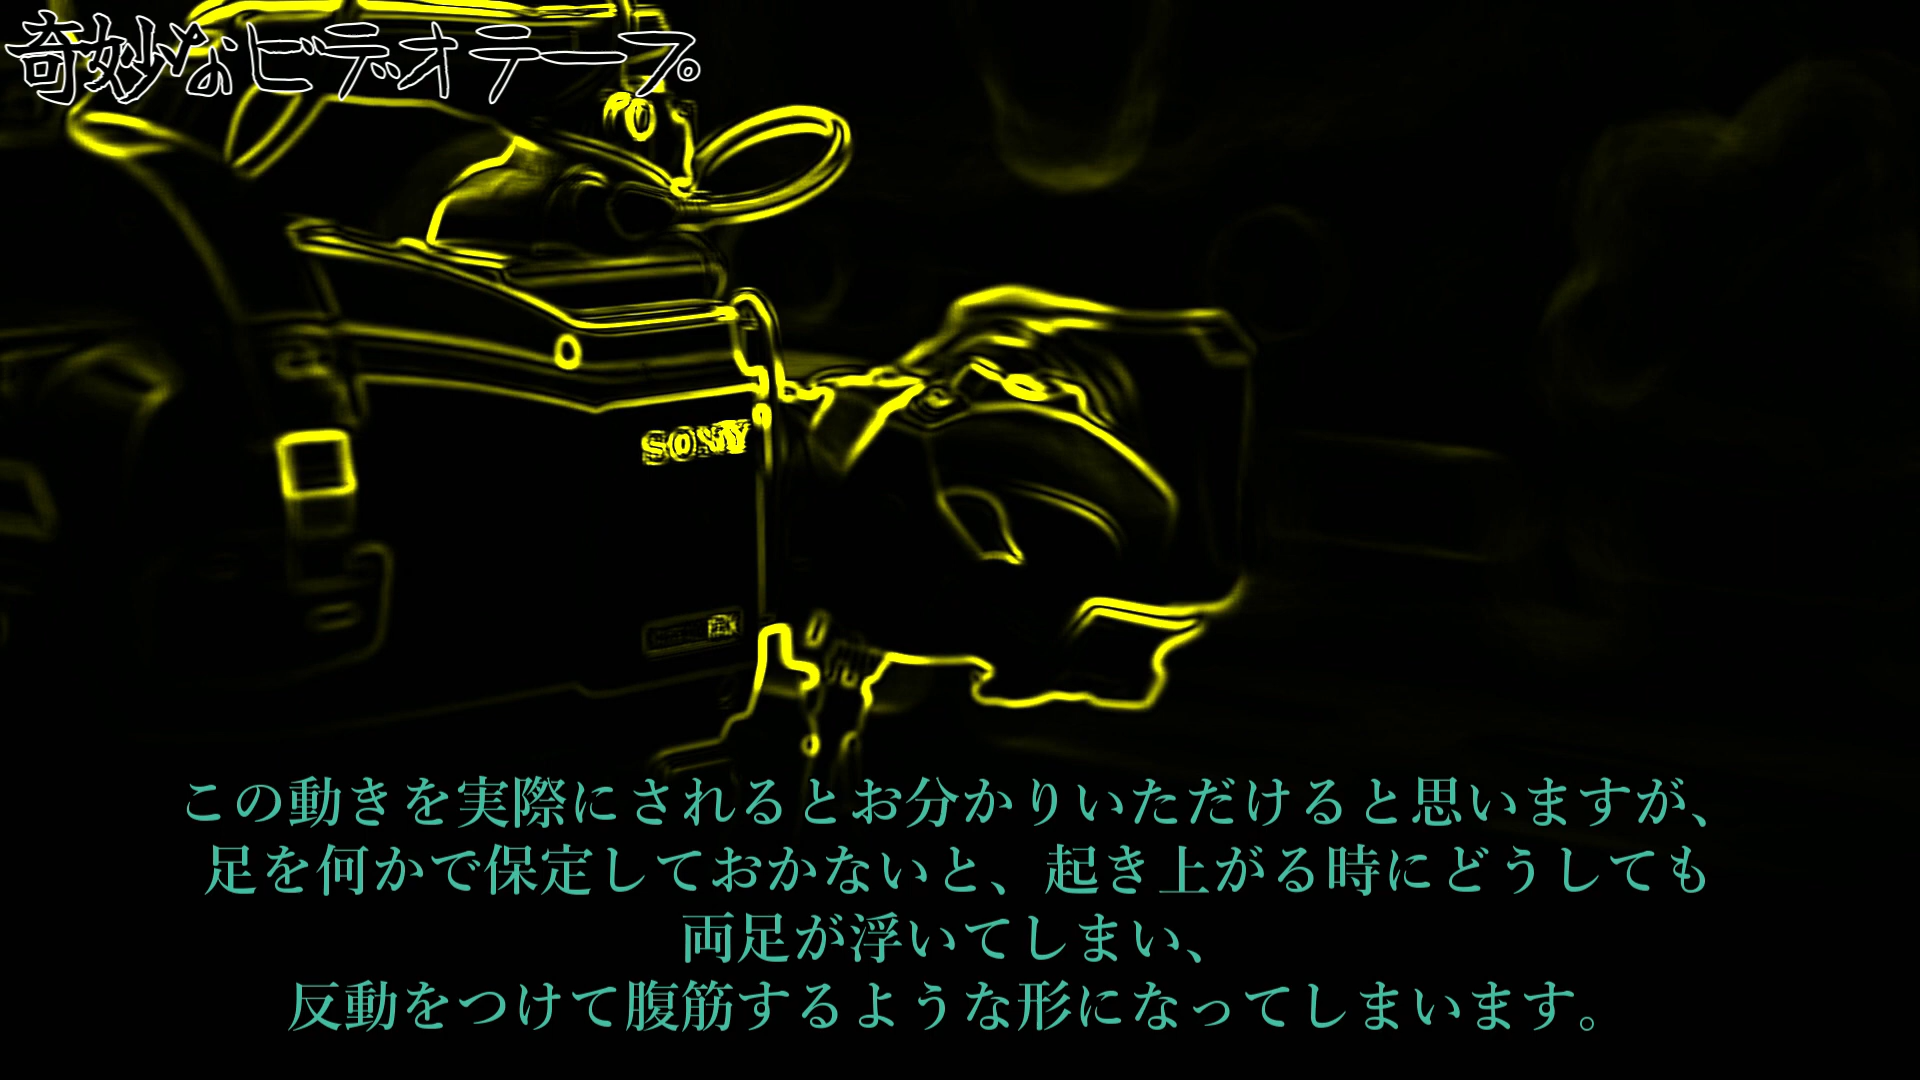 奇妙なビデオテープ
SONY
この動きを実際にされるとお分かりいただけると思いますが、
足を何かで保定しておかないと、起き上がる時にどうしても
両足が浮いてしまい、
反動をつけて腹筋するような形になってしまいます。